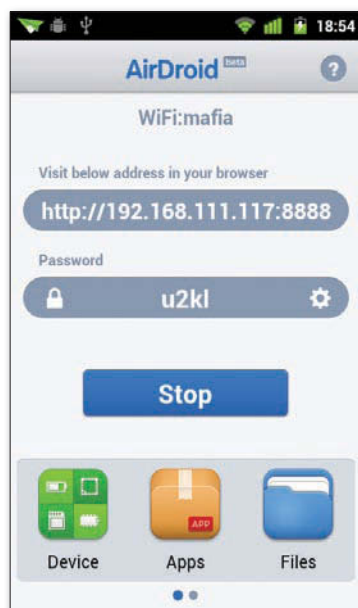 18:54
AirDroid beta
?
WiFi:mafia
Visit below address in your browser
http://192.168.111.117:8888
Password
u2kl
Stop
APP
Device Apps Files